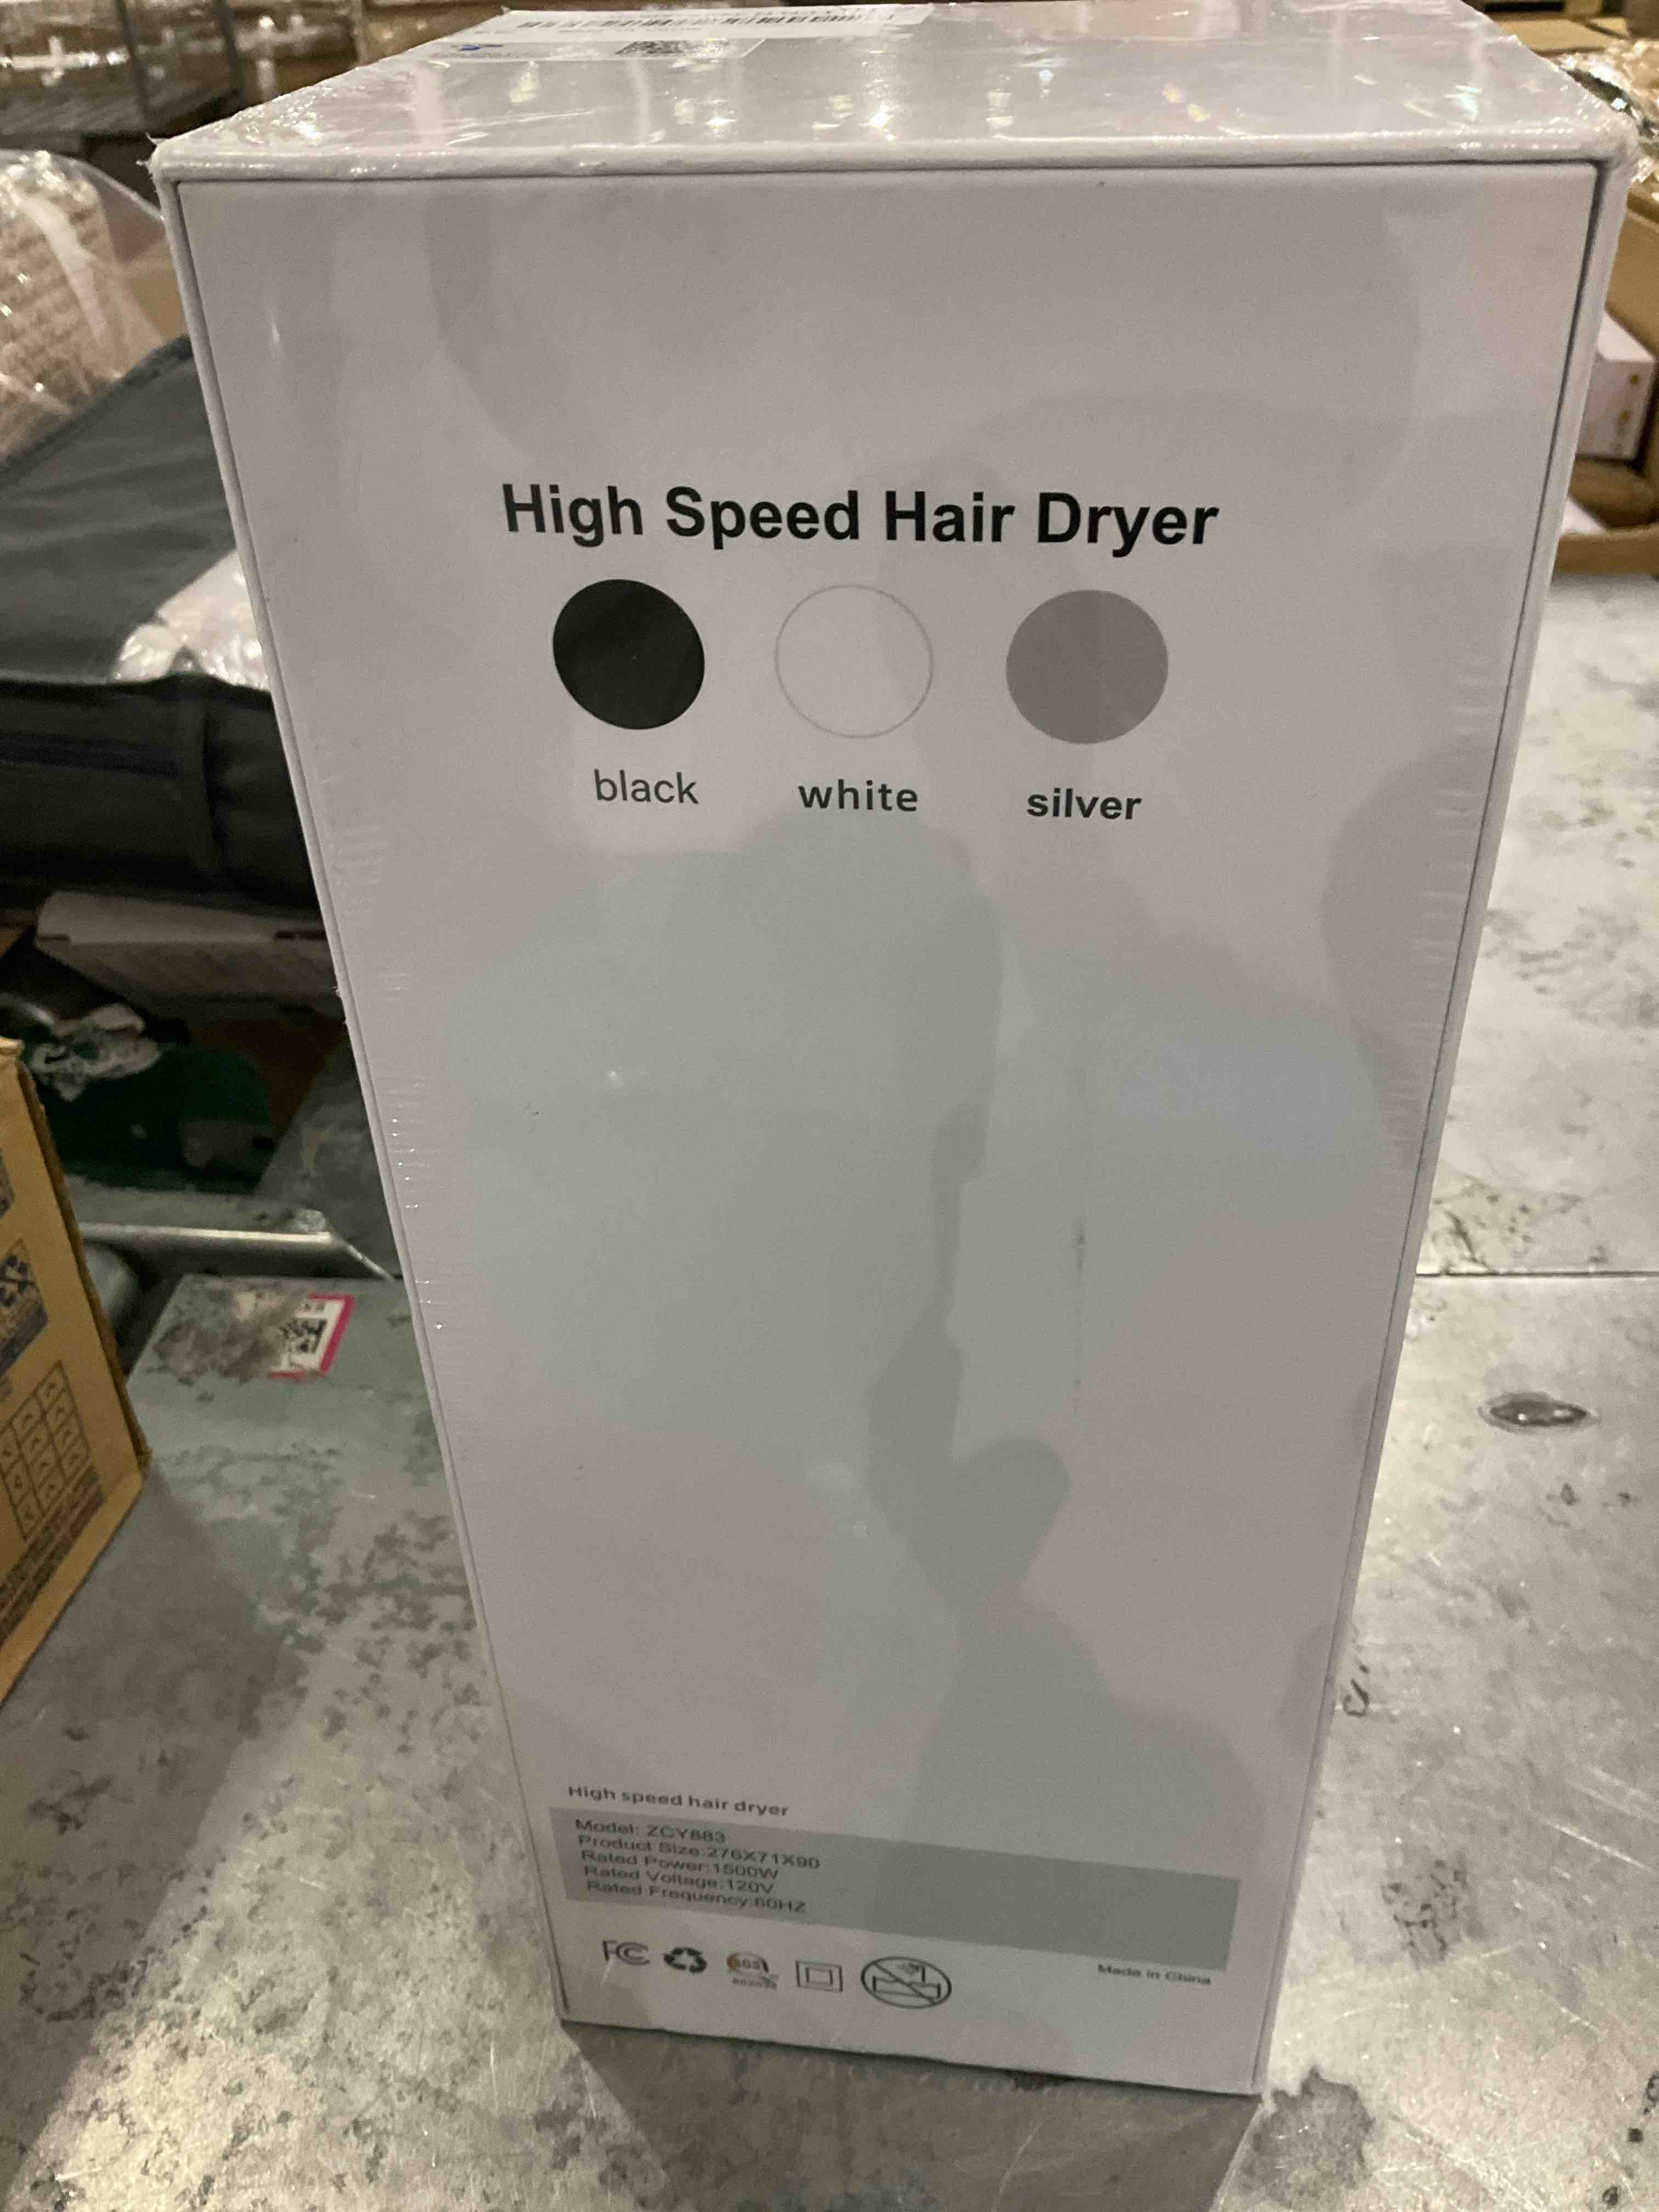 High Speed Hair Dryer
black white silver
High speed hair dryer
Model: ZCY883
Product Size:276X71X90
Rated Power:1500W
Rated Voltage:120V
Rated Frequency:60HZ
FC
Made in China